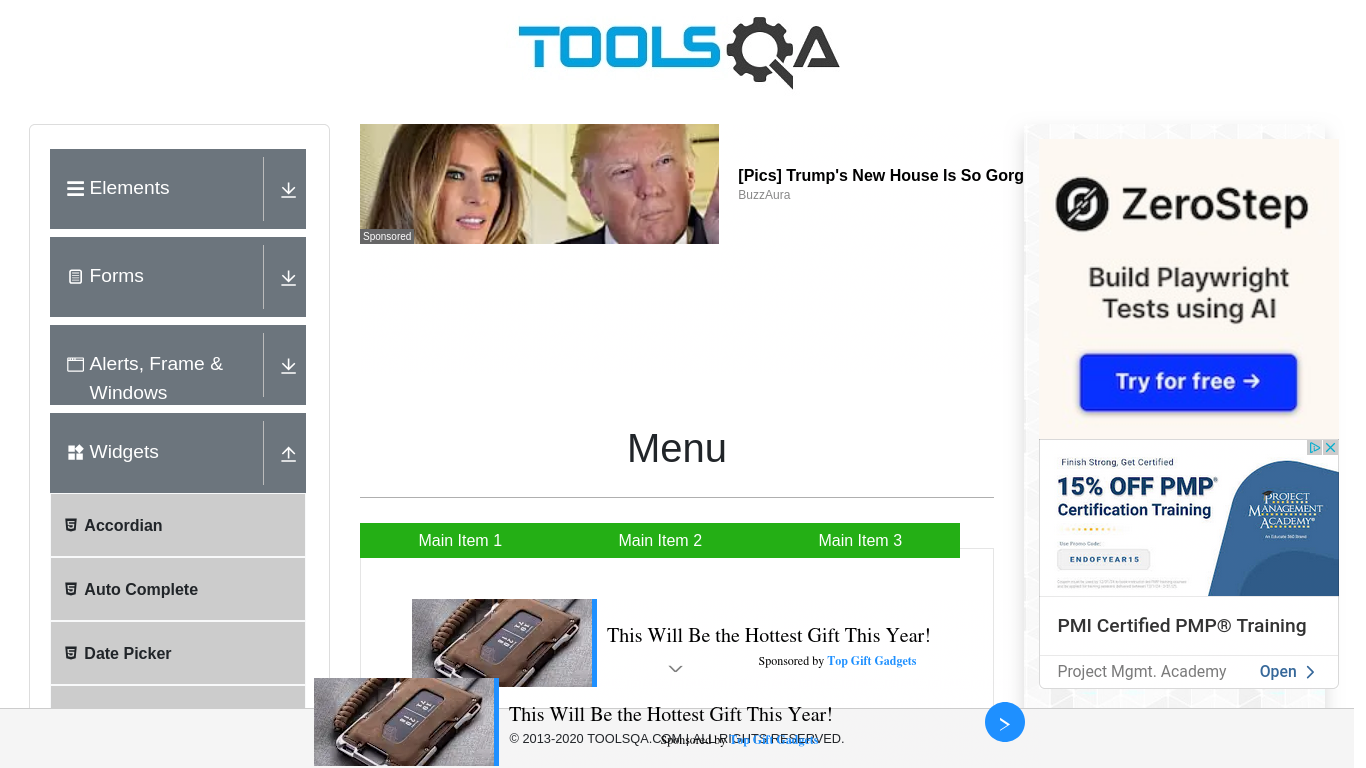 TOOLSQA
Elements
Forms
Alerts, Frame &
Windows
Widgets
Accordian
Auto Complete
Date Picker
Sponsored
[Pics] Trump's New House Is So Gorg
BuzzAura
Menu
Main Item 1
Main Item 2
Main Item 3
This Will Be the Hottest Gift This Year!
Sponsored by Top Gift Gadgets
This Will Be the Hottest Gift This Year!
Sponsored by Top Gift Gadgets
© 2013-2020 TOOLSQA.COM | ALL RIGHTS RESERVED.
ZeroStep
Build Playwright
Tests using AI
Try for free →
Finish Strong, Get Certified
15% OFF PMP®
Certification Training
Use Promo Code:
ENDOFYEAR15
PROJECT
MANAGEMENT
ACADEMY®
An Educate 360 Brand
PMI Certified PMP® Training
Project Mgmt. Academy
Open